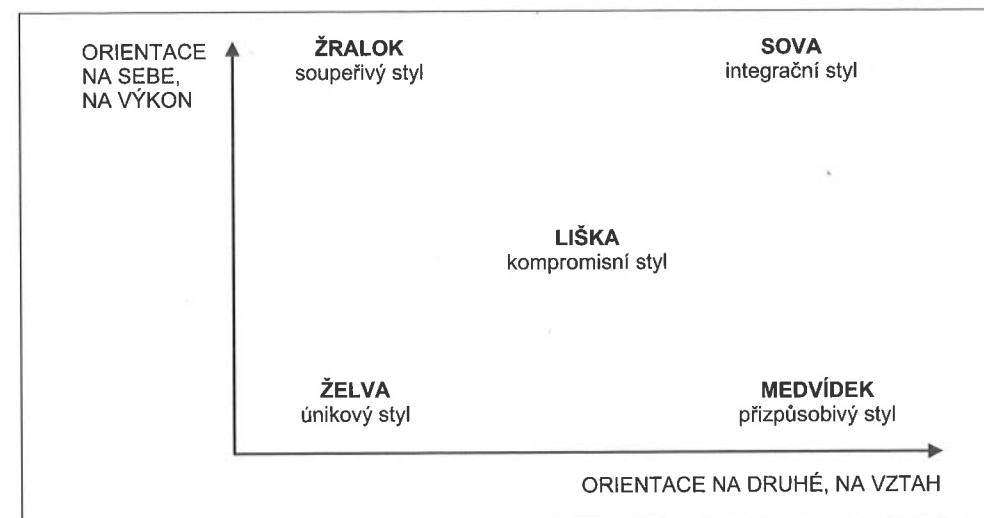 ORIENTACE
NA SEBE,
NA VÝKON
ŽRALOK
soupeřivý styl
SOVA
integrační styl
LIŠKA
kompromisní styl
ŽELVA
únikový styl
MEDVÍDEK
přizpůsobivý styl
ORIENTACE NA DRUHÉ, NA VZTAH